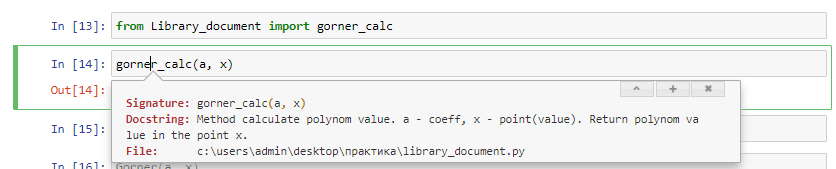 In [13]: from Library_document import gorner_calc
In [14]: gorner_calc(a, x)
Out[14]:
Signature: gorner_calc(a, x)
Docstring: Method calculate polynom value. a - coeff, x - point(value). Return polynom va
lue in the point x.
In [15]:
File: c:\users\admin\desktop\практика\library_document.py
In [16]: Gorner(a, x)